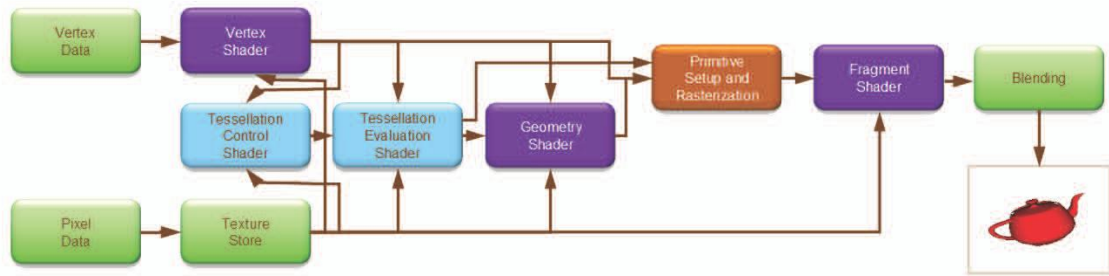 Vertex
Data
Vertex
Shader
Tessellation
Control
Shader
Tessellation
Evaluation
Shader
Geometry
Shader
Primitive
Setup and
Rasterization
Fragment
Shader
Blending
Pixel
Data
Texture
Store